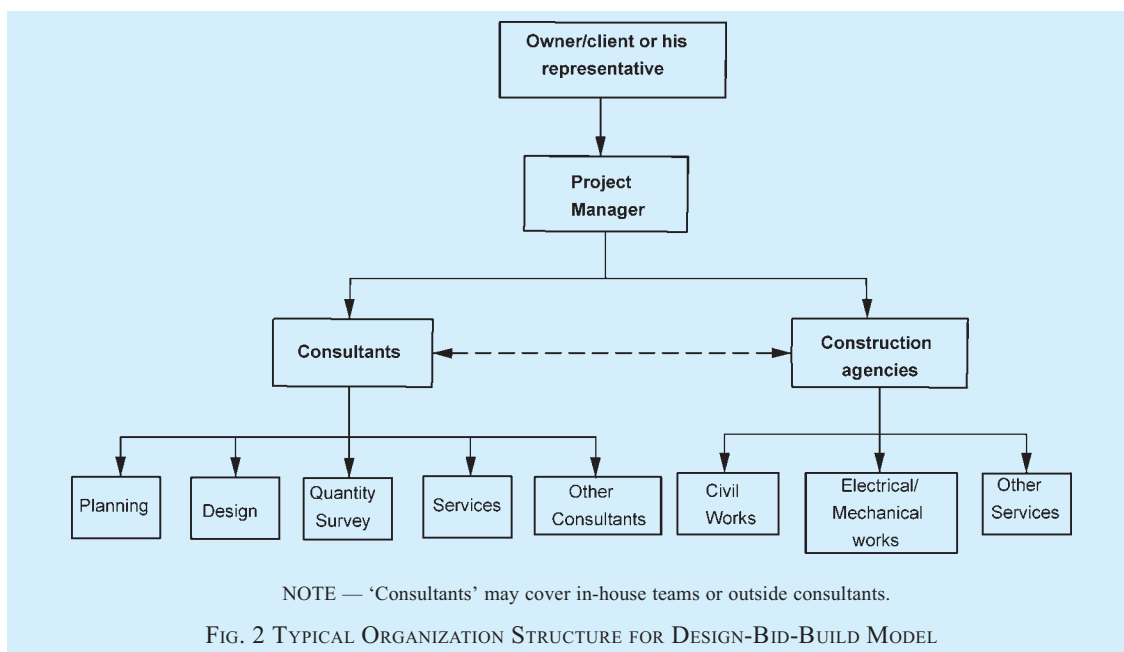 Owner/client or his
representative
Project
Manager
Consultants
Construction
agencies
Planning
Design
Quantity
Survey
Services
Other
Consultants
Civil
Works
Electrical/
Mechanical
works
Other
Services
NOTE — ‘Consultants’ may cover in-house teams or outside consultants.
FIG. 2 TYPICAL ORGANIZATION STRUCTURE FOR DESIGN-BID-BUILD MODEL